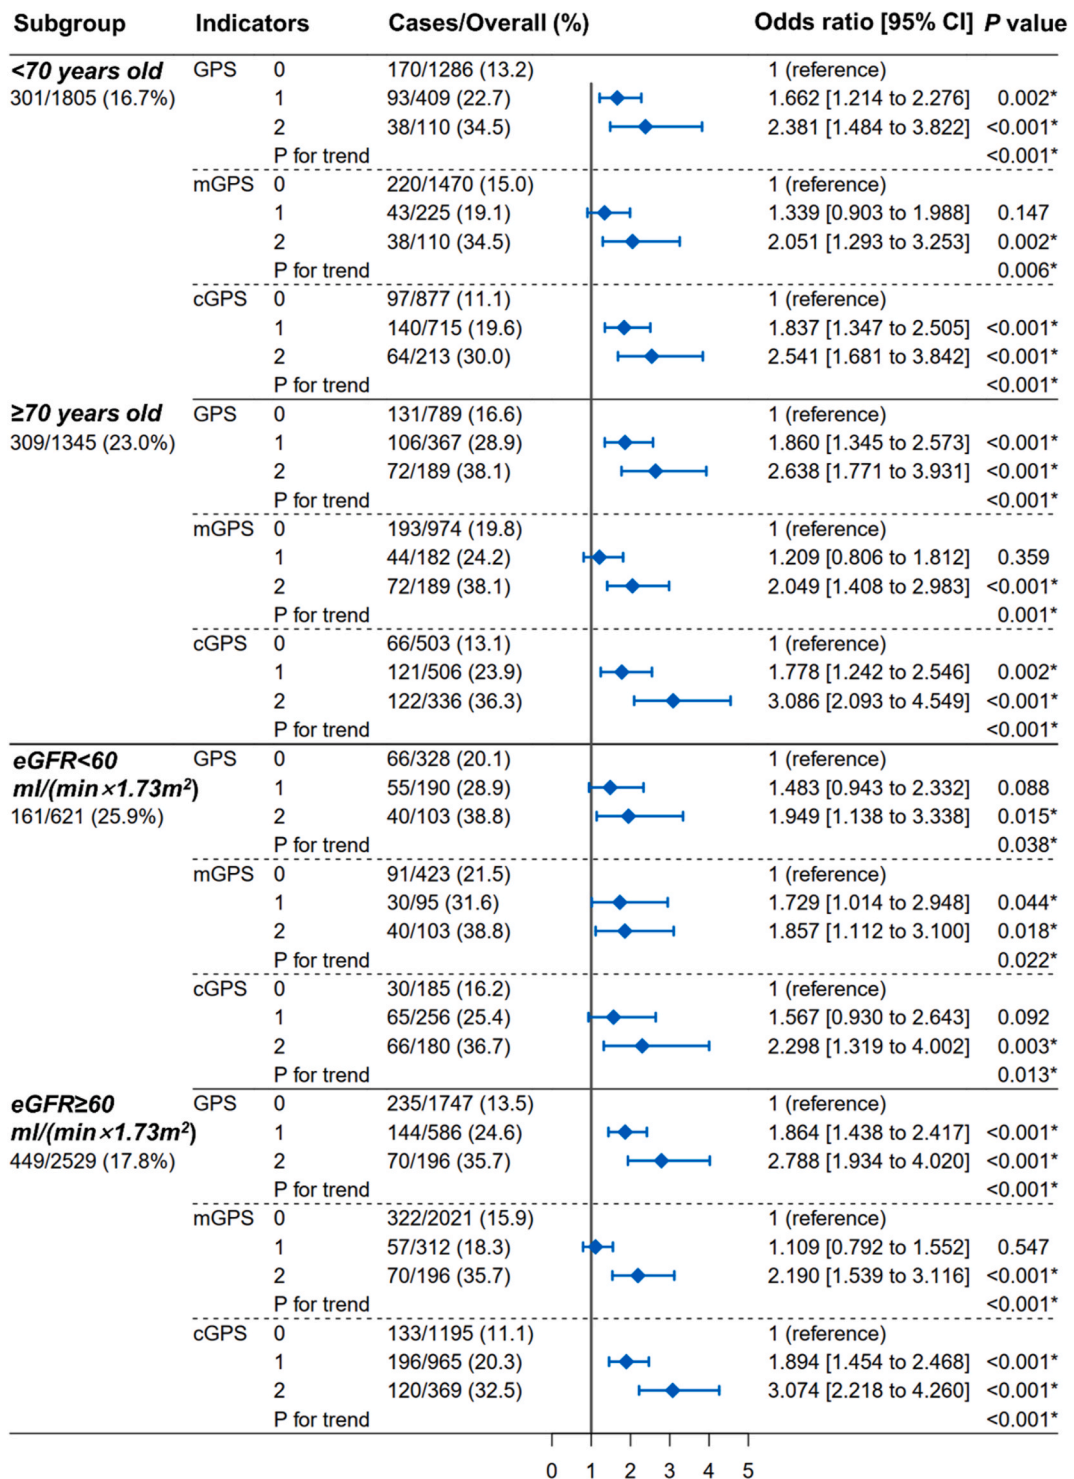 Subgroup Indicators Cases/Overall (%) Odds ratio [95% CI] P value
<70 years old GPS 0 170/1286 (13.2) 1 (reference)
301/1805 (16.7%) 1 93/409 (22.7) 1.662 [1.214 to 2.276] 0.002*
2 38/110 (34.5) 2.381 [1.484 to 3.822] <0.001*
P for trend <0.001*
mGPS 0 220/1470 (15.0) 1 (reference)
1 43/225 (19.1) 1.339 [0.903 to 1.988] 0.147
2 38/110 (34.5) 2.051 [1.293 to 3.253] 0.002*
P for trend 0.006*
cGPS 0 97/877 (11.1) 1 (reference)
1 140/715 (19.6) 1.837 [1.347 to 2.505] <0.001*
2 64/213 (30.0) 2.541 [1.681 to 3.842] <0.001*
P for trend <0.001*
≥70 years old GPS 0 131/789 (16.6) 1 (reference)
309/1345 (23.0%) 1 106/367 (28.9) 1.860 [1.345 to 2.573] <0.001*
2 72/189 (38.1) 2.638 [1.771 to 3.931] <0.001*
P for trend <0.001*
mGPS 0 193/974 (19.8) 1 (reference)
1 44/182 (24.2) 1.209 [0.806 to 1.812] 0.359
2 72/189 (38.1) 2.049 [1.408 to 2.983] <0.001*
P for trend 0.001*
cGPS 0 66/503 (13.1) 1 (reference)
1 121/506 (23.9) 1.778 [1.242 to 2.546] 0.002*
2 122/336 (36.3) 3.086 [2.093 to 4.549] <0.001*
P for trend <0.001*
eGFR<60 GPS 0 66/328 (20.1) 1 (reference)
ml/(min×1.73m²) 1 55/190 (28.9) 1.483 [0.943 to 2.332] 0.088
161/621 (25.9%) 2 40/103 (38.8) 1.949 [1.138 to 3.338] 0.015*
P for trend 0.038*
mGPS 0 91/423 (21.5) 1 (reference)
1 30/95 (31.6) 1.729 [1.014 to 2.948] 0.044*
2 40/103 (38.8) 1.857 [1.112 to 3.100] 0.018*
P for trend 0.022*
cGPS 0 30/185 (16.2) 1 (reference)
1 65/256 (25.4) 1.567 [0.930 to 2.643] 0.092
2 66/180 (36.7) 2.298 [1.319 to 4.002] 0.003*
P for trend 0.013*
eGFR≥60 GPS 0 235/1747 (13.5) 1 (reference)
ml/(min×1.73m²) 1 144/586 (24.6) 1.864 [1.438 to 2.417] <0.001*
449/2529 (17.8%) 2 70/196 (35.7) 2.788 [1.934 to 4.020] <0.001*
P for trend <0.001*
mGPS 0 322/2021 (15.9) 1 (reference)
1 57/312 (18.3) 1.109 [0.792 to 1.552] 0.547
2 70/196 (35.7) 2.190 [1.539 to 3.116] <0.001*
P for trend <0.001*
cGPS 0 133/1195 (11.1) 1 (reference)
1 196/965 (20.3) 1.894 [1.454 to 2.468] <0.001*
2 120/369 (32.5) 3.074 [2.218 to 4.260] <0.001*
P for trend <0.001*
0 1 2 3 4 5